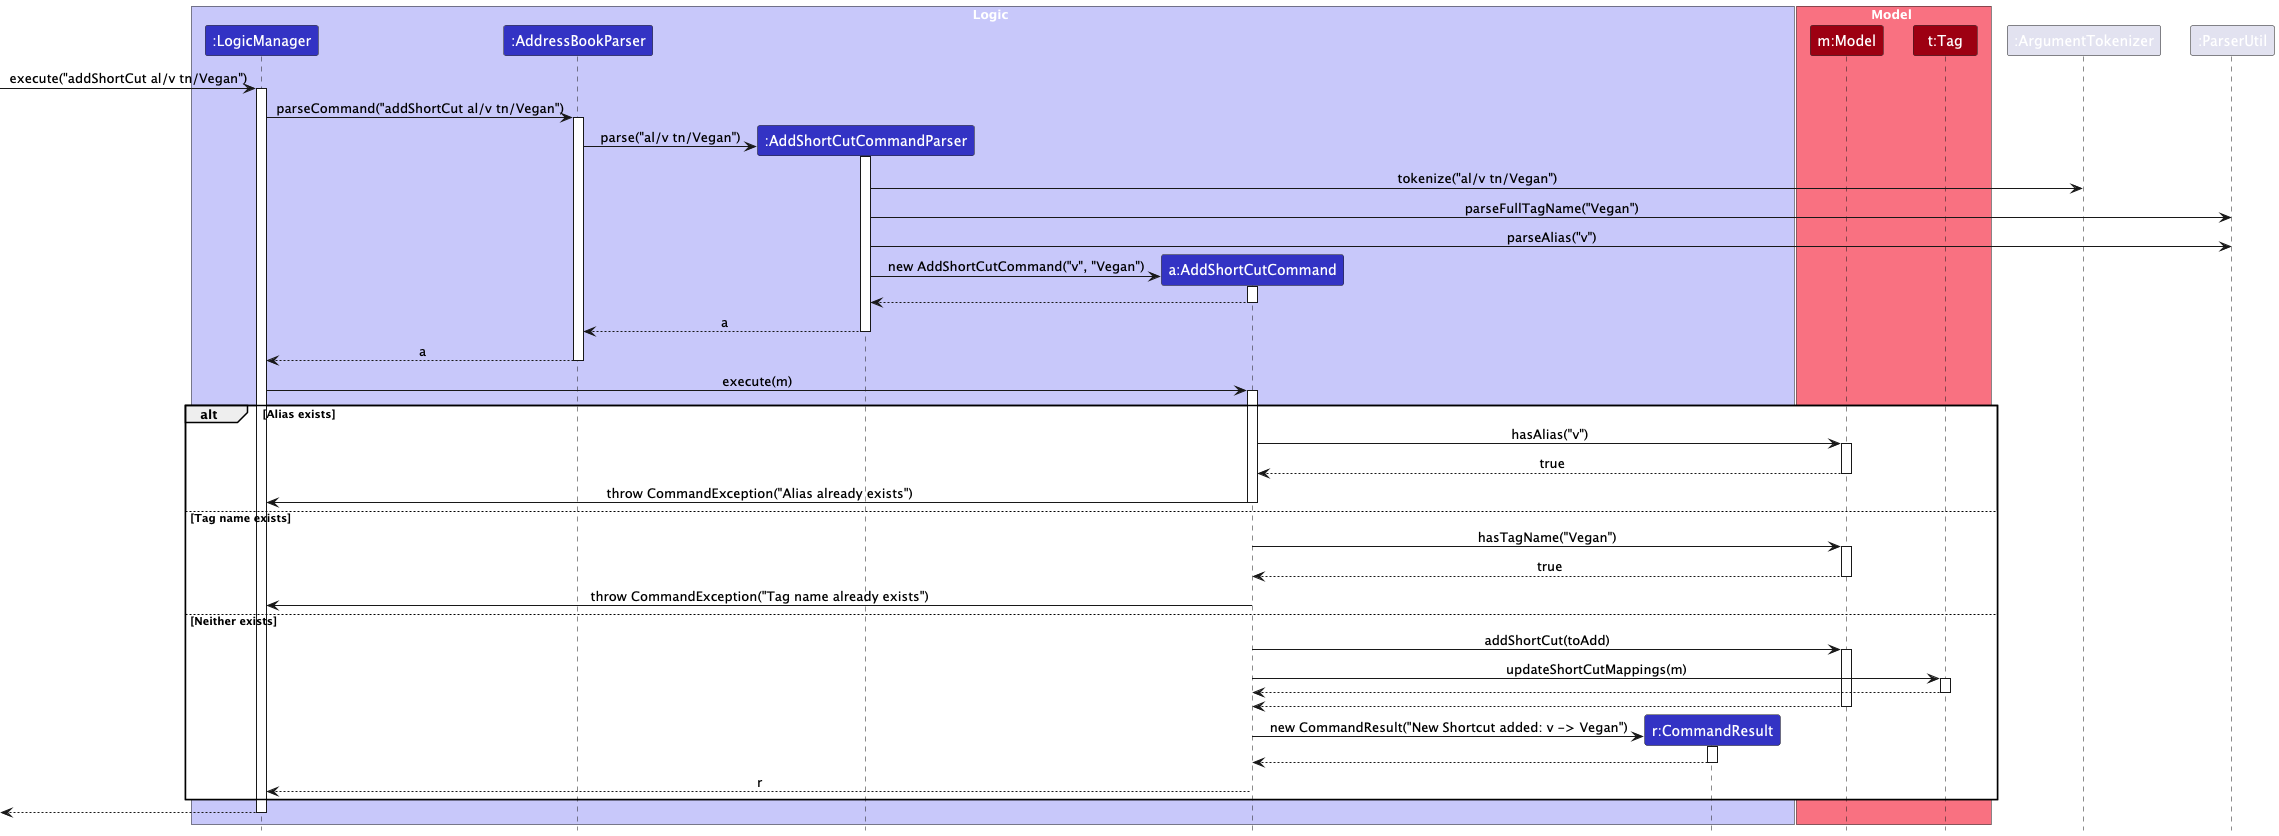 Logic
Model
:LogicManager
:AddressBookParser
m:Model
t:Tag
:ArgumentTokenizer
:ParserUtil
execute("addShortCut al/v tn/Vegan")
parseCommand("addShortCut al/v tn/Vegan")
parse("al/v tn/Vegan")
:AddShortCutCommandParser
tokenize("al/v tn/Vegan")
parseFullTagName("Vegan")
parseAlias("v")
new AddShortCutCommand("v", "Vegan")
a:AddShortCutCommand
a
a
execute(m)
alt
[Alias exists]
hasAlias("v")
true
throw CommandException("Alias already exists")
[Tag name exists]
hasTagName("Vegan")
true
throw CommandException("Tag name already exists")
[Neither exists]
addShortCut(toAdd)
updateShortCutMappings(m)
new CommandResult("New Shortcut added: v -> Vegan")
r:CommandResult
r